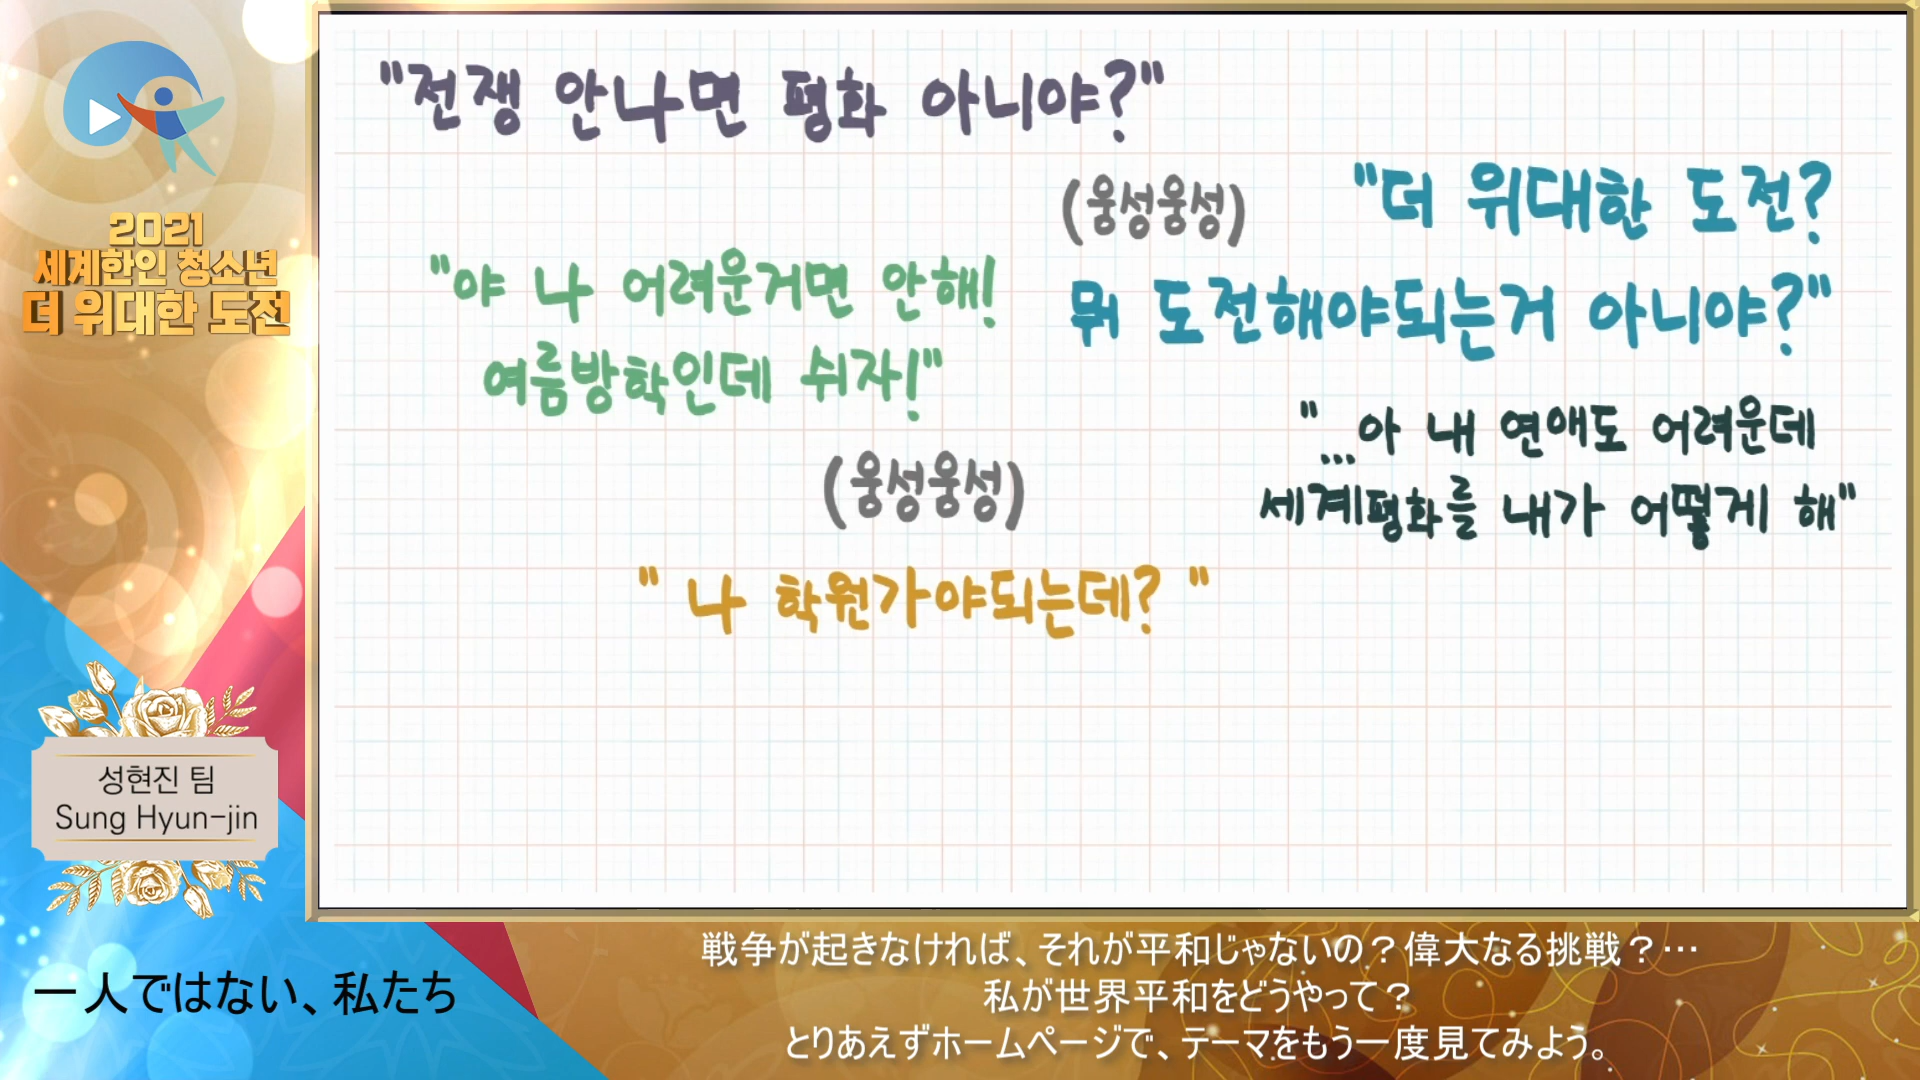 2021
세계한인 청소년
더 위대한 도전
"전쟁 안나면 평화 아니야?"
(웅성웅성)
"더 위대한 도전?
뭐 도전해야되는거 아니야?"
"야 나 어려운거면 안해!
여름방학인데 쉬자!"
"...아 내 연애도 어려운데
세계평화를 내가 어떻게 해"
(웅성웅성)
" 나 학원가야되는데? "
성현진 팀
Sung Hyun-jin
一人ではない、私たち
戦争が起きなければ、それが平和じゃないの？偉大なる挑戦？…
私が世界平和をどうやって？
とりあえずホームページで、テーマをもう一度見てみよう。